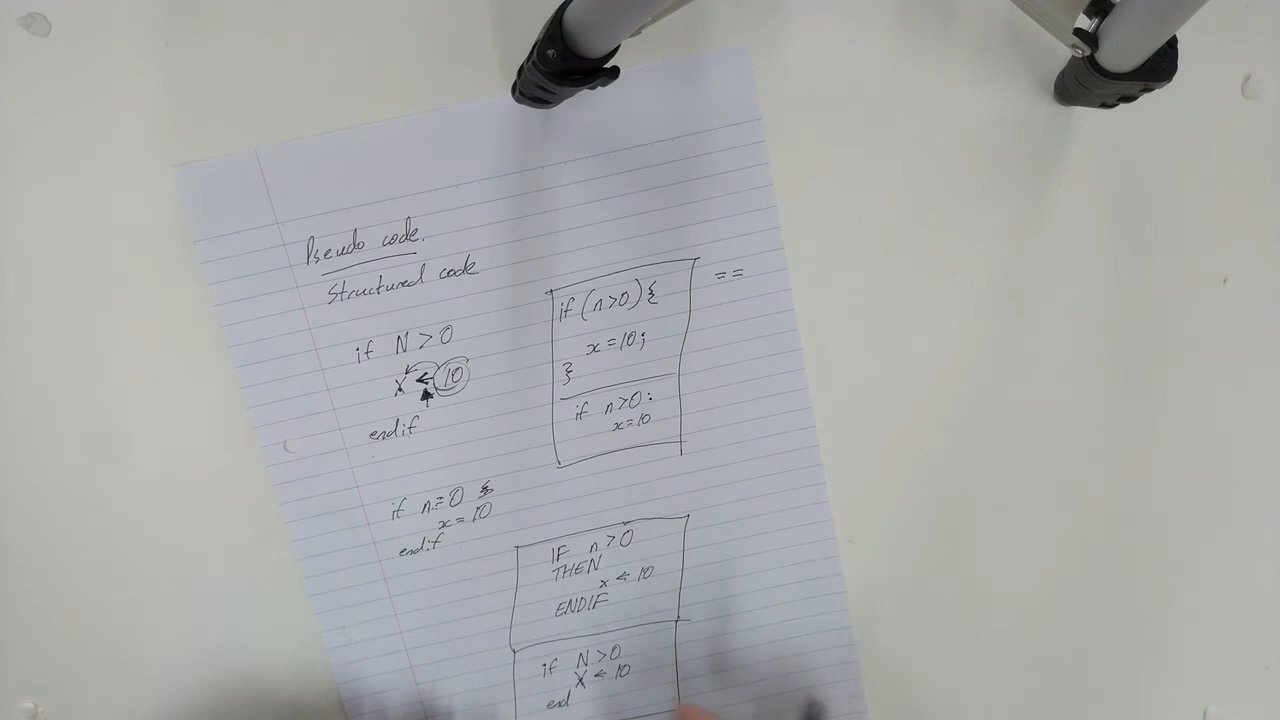 Pseudo code.
Structured code
if N > 0
X ← 10
endif
if (n>0) {
x = 10;
}
if n>0:
x=10
==
if n = 0
x = 10
endif
IF n > 0
THEN
x ← 10
ENDIF
if N > 0
X ← 10
end